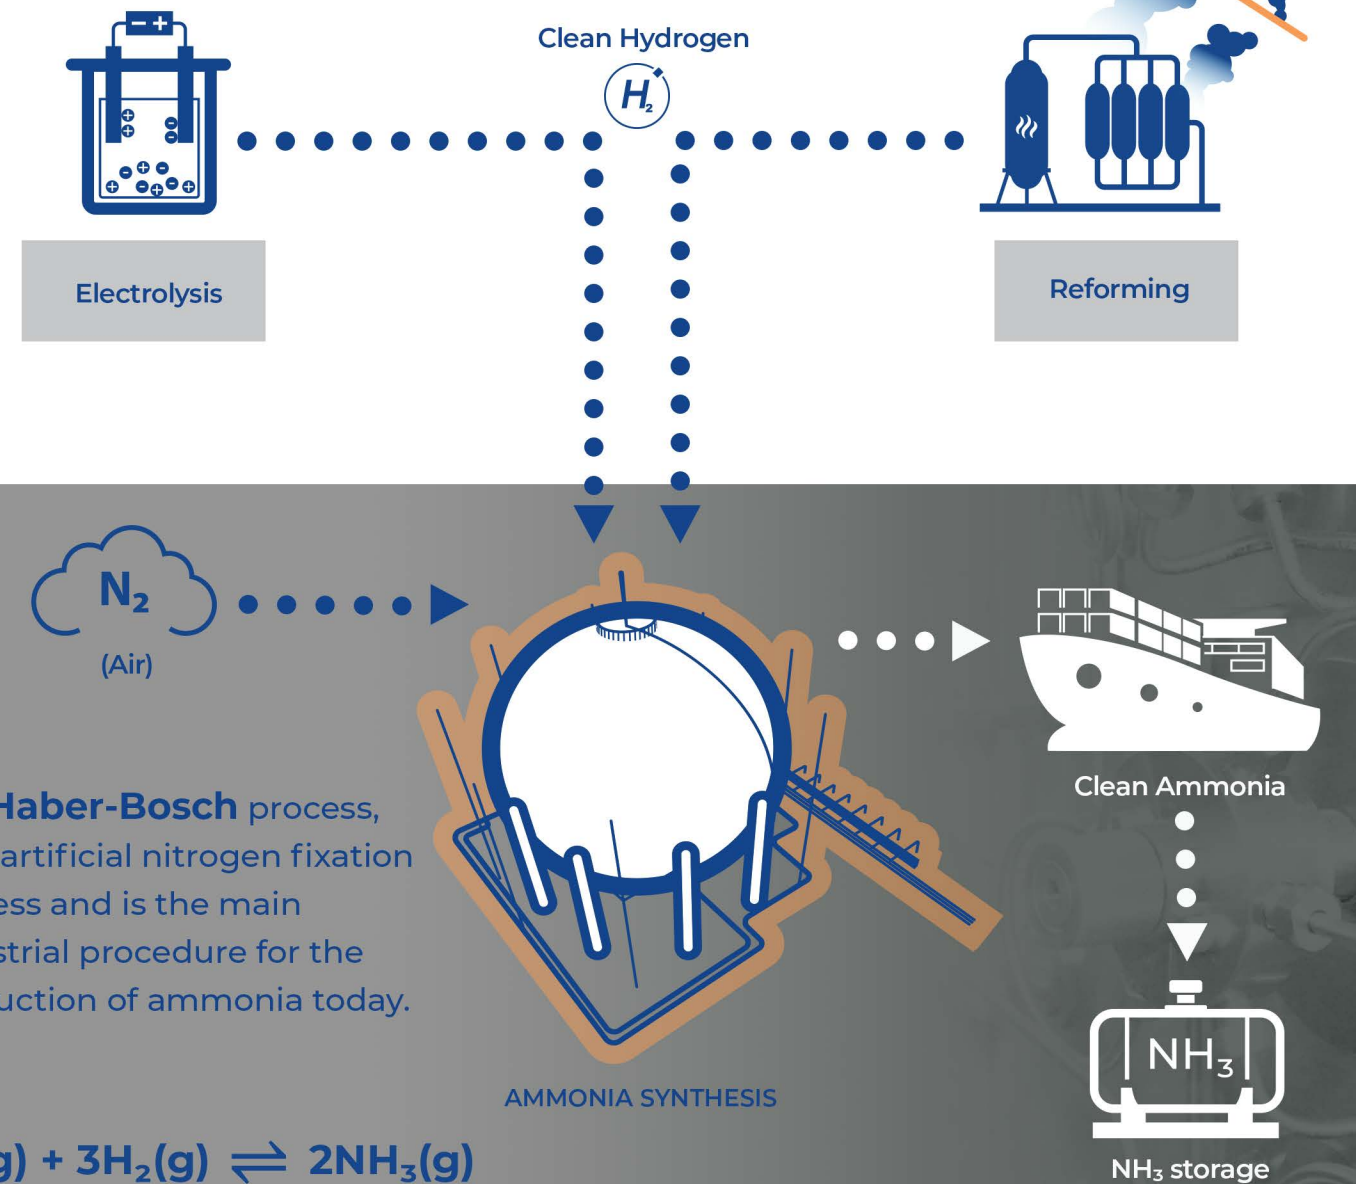 Clean Hydrogen
H₂
Electrolysis
Reforming
N₂
(Air)
Haber-Bosch process,
artificial nitrogen fixation
ess and is the main
strial procedure for the
uction of ammonia today.
Clean Ammonia
AMMONIA SYNTHESIS
NH₃
g) + 3H₂(g) ⇌ 2NH₃(g)
NH₃ storage